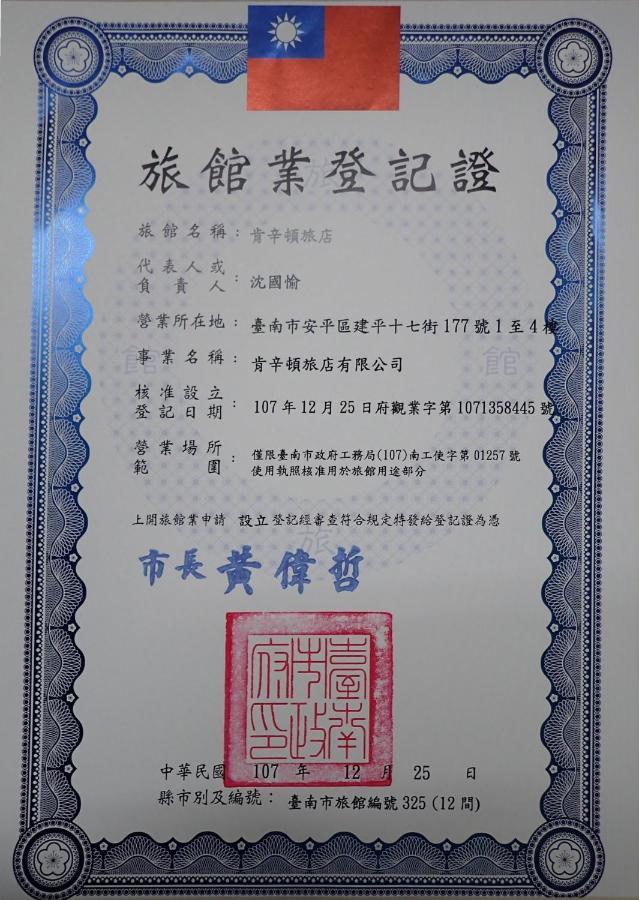 旅館業登記證
旅館名稱：肯辛頓旅店
代表人或
負責人：沈國愉
營業所在地：臺南市安平區建平十七街177號1至4樓
事業名稱：肯辛頓旅店有限公司
核准設立
登記日期：107年12月25日府觀業字第1071358445號
營業場所
範圍：
僅限臺南市政府工務局(107)南工使字第01257號
使用執照核准用於旅館用途部分
上開旅館業申請 設立登記經審查符合規定特發給登記證為憑
市長 黃偉哲
臺南市政府印
中華民國 107 年 12 月 25 日
縣市別及編號：臺南市旅館編號325(12間)
館
館
旅